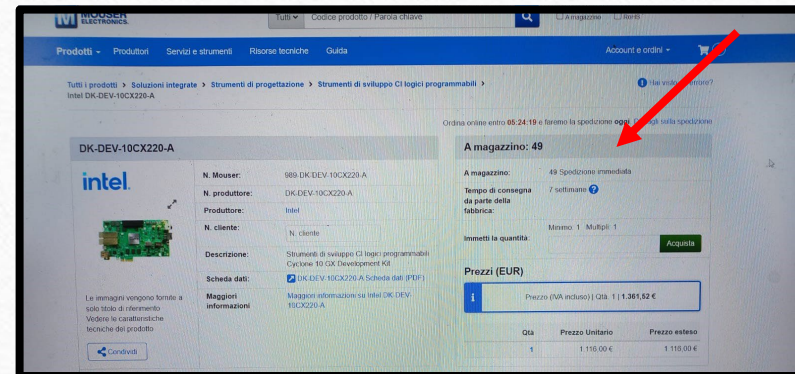 MOUSER
ELECTRONICS.
Tutti
Codice prodotto / Parola chiave
A magazzino
RoHS
Prodotti
Produttori
Servizi e strumenti
Risorse tecniche
Guida
Account e ordini
Tutti i prodotti > Soluzioni integrate > Strumenti di progettazione > Strumenti di sviluppo CI logici programmabili >
Intel DK-DEV-10CX220-A
Hai
Ordina online entro 05:24:19 e faremo la spedizione oggi.
sulla spedizione
DK-DEV-10CX220-A
intel.
Le immagini vengono fornite a
solo titolo di riferimento
Vedere le caratteristiche
tecniche del prodotto
Condividi
N. Mouser: 989-DK-DEV-10CX220-A
N. produttore: DK-DEV-10CX220-A
Produttore: Intel
N. cliente: N. cliente
Descrizione: Strumenti di sviluppo CI logici programmabili
Cyclone 10 GX Development Kit
Scheda dati: DK-DEV-10CX220-A Scheda dati (PDF)
Maggiori
informazioni
Maggiori informazioni su Intel DK-DEV-
10CX220-A
A magazzino: 49
A magazzino: 49 Spedizione immediata
Tempo di consegna
da parte della
fabbrica:
7 settimane
Minimo: 1 Multipli: 1
Immetti la quantità:
Acquista
Prezzi (EUR)
Prezzo (IVA incluso) | Qtà. 1 | 1.361,52 €
Qtà Prezzo Unitario Prezzo esteso
1 1.116,00 € 1.116,00 €